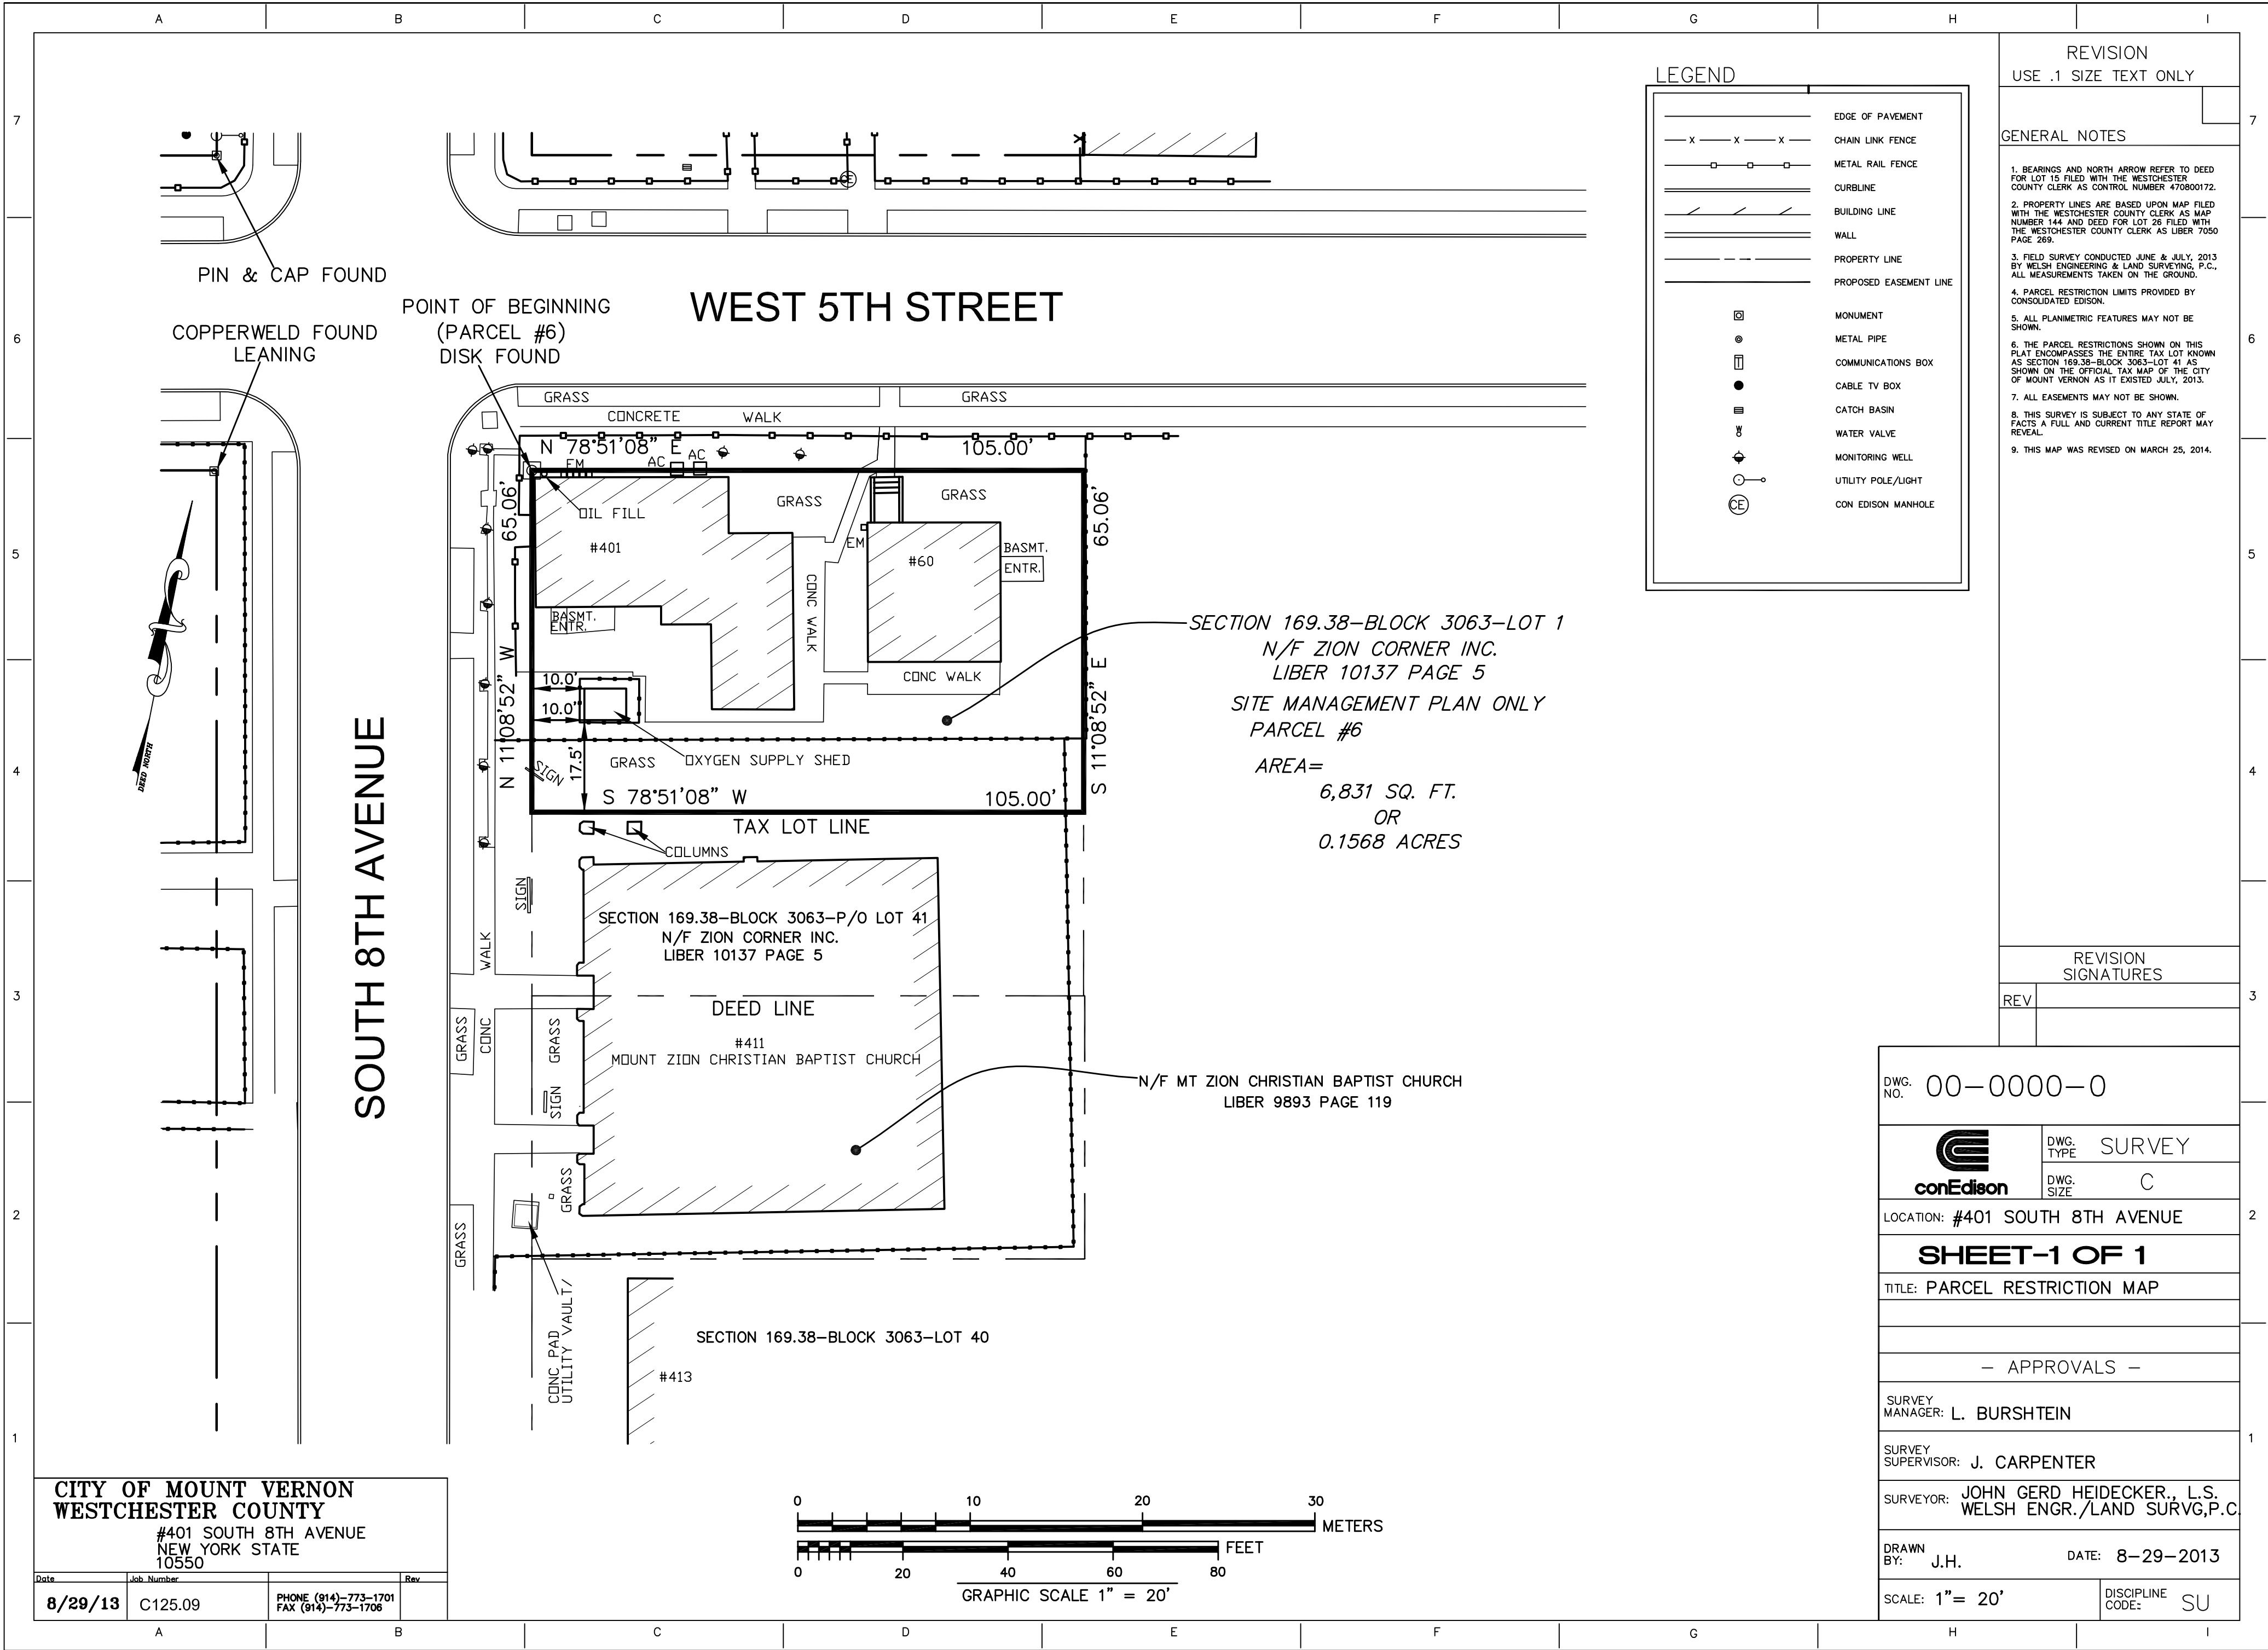 A B C D E F G H I
7
6
5
4
3
2
1
PIN & CAP FOUND
COPPERWELD FOUND
LEANING
POINT OF BEGINNING
(PARCEL #6)
DISK FOUND
WEST 5TH STREET
GRASS
GRASS
CONCRETE WALK
N 78°51'08" E
105.00'
EM
AC
AC
65.06'
OIL FILL
#401
GRASS
GRASS
EM
#60
BASMT.
ENTR.
65.06'
BASMT.
ENTR.
CONC WALK
CONC WALK
N 11°08'52" W
10.0'
10.0'
17.5'
SIGN
GRASS
OXYGEN SUPPLY SHED
S 78°51'08" W
105.00'
S 11°08'52" E
TAX LOT LINE
COLUMNS
DEED NORTH
SOUTH 8TH AVENUE
SECTION 169.38-BLOCK 3063-LOT 1
N/F ZION CORNER INC.
LIBER 10137 PAGE 5
SITE MANAGEMENT PLAN ONLY
PARCEL #6
AREA=
6,831 SQ. FT.
OR
0.1568 ACRES
SIGN
SECTION 169.38-BLOCK 3063-P/O LOT 41
N/F ZION CORNER INC.
LIBER 10137 PAGE 5
WALK
DEED LINE
GRASS
CONC
GRASS
#411
MOUNT ZION CHRISTIAN BAPTIST CHURCH
SIGN
N/F MT ZION CHRISTIAN BAPTIST CHURCH
LIBER 9893 PAGE 119
GRASS
GRASS
CONC PAD
UTILITY VAULT/
SECTION 169.38-BLOCK 3063-LOT 40
#413
LEGEND
EDGE OF PAVEMENT
X X X CHAIN LINK FENCE
METAL RAIL FENCE
CURBLINE
BUILDING LINE
WALL
PROPERTY LINE
PROPOSED EASEMENT LINE
MONUMENT
METAL PIPE
COMMUNICATIONS BOX
CABLE TV BOX
CATCH BASIN
W WATER VALVE
MONITORING WELL
UTILITY POLE/LIGHT
CE CON EDISON MANHOLE
REVISION
USE .1 SIZE TEXT ONLY
GENERAL NOTES
1. BEARINGS AND NORTH ARROW REFER TO DEED
FOR LOT 15 FILED WITH THE WESTCHESTER
COUNTY CLERK AS CONTROL NUMBER 470800172.
2. PROPERTY LINES ARE BASED UPON MAP FILED
WITH THE WESTCHESTER COUNTY CLERK AS MAP
NUMBER 144 AND DEED FOR LOT 26 FILED WITH
THE WESTCHESTER COUNTY CLERK AS LIBER 7050
PAGE 269.
3. FIELD SURVEY CONDUCTED JUNE & JULY, 2013
BY WELSH ENGINEERING & LAND SURVEYING, P.C.,
ALL MEASUREMENTS TAKEN ON THE GROUND.
4. PARCEL RESTRICTION LIMITS PROVIDED BY
CONSOLIDATED EDISON.
5. ALL PLANIMETRIC FEATURES MAY NOT BE
SHOWN.
6. THE PARCEL RESTRICTIONS SHOWN ON THIS
PLAT ENCOMPASSES THE ENTIRE TAX LOT KNOWN
AS SECTION 169.38-BLOCK 3063-LOT 41 AS
SHOWN ON THE OFFICIAL TAX MAP OF THE CITY
OF MOUNT VERNON AS IT EXISTED JULY, 2013.
7. ALL EASEMENTS MAY NOT BE SHOWN.
8. THIS SURVEY IS SUBJECT TO ANY STATE OF
FACTS A FULL AND CURRENT TITLE REPORT MAY
REVEAL.
9. THIS MAP WAS REVISED ON MARCH 25, 2014.
REVISION
SIGNATURES
REV
DWG.
NO. 00-0000-0
conEdison
DWG.
TYPE SURVEY
DWG.
SIZE C
LOCATION: #401 SOUTH 8TH AVENUE
SHEET-1 OF 1
TITLE: PARCEL RESTRICTION MAP
- APPROVALS -
SURVEY
MANAGER: L. BURSHTEIN
SURVEY
SUPERVISOR: J. CARPENTER
SURVEYOR: JOHN GERD HEIDECKER., L.S.
WELSH ENGR./LAND SURVG,P.C.
DRAWN
BY: J.H. DATE: 8-29-2013
SCALE: 1"= 20' DISCIPLINE
CODE: SU
CITY OF MOUNT VERNON
WESTCHESTER COUNTY
#401 SOUTH 8TH AVENUE
NEW YORK STATE
10550
Date Job Number Rev
8/29/13 C125.09 PHONE (914)-773-1701
FAX (914)-773-1706
0 10 20 30
METERS
FEET
0 20 40 60 80
GRAPHIC SCALE 1" = 20'
7
6
5
4
3
2
1
A B C D E F G H I